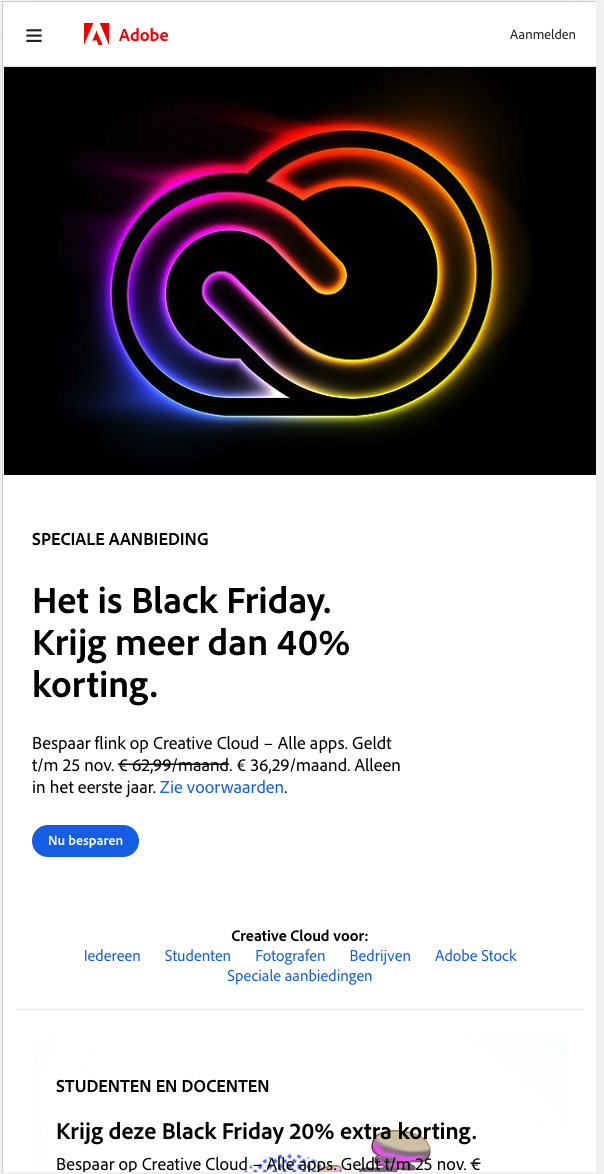 Adobe
Aanmelden
SPECIALE AANBIEDING
Het is Black Friday.
Krijg meer dan 40%
korting.
Bespaar flink op Creative Cloud – Alle apps. Geldt
t/m 25 nov. € 62,99/maand. € 36,29/maand. Alleen
in het eerste jaar. Zie voorwaarden.
Nu besparen
Creative Cloud voor:
Iedereen Studenten Fotografen Bedrijven Adobe Stock
Speciale aanbiedingen
STUDENTEN EN DOCENTEN
Krijg deze Black Friday 20% extra korting.
Bespaar op Creative Cloud – Alle apps. Geldt t/m 25 nov. €